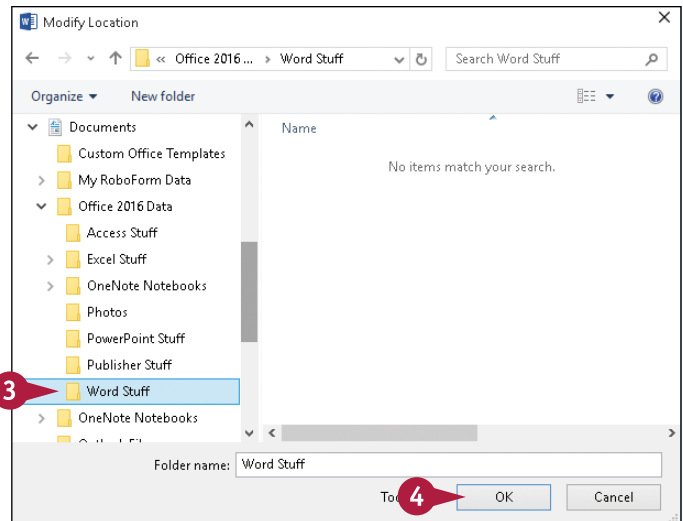 Modify Location
« Office 2016 ... > Word Stuff Search Word Stuff
Organize New folder
Documents Name
Custom Office Templates No items match your search.
My RoboForm Data
Office 2016 Data
Access Stuff
Excel Stuff
OneNote Notebooks
Photos
PowerPoint Stuff
Publisher Stuff
3 Word Stuff
OneNote Notebooks
Folder name: Word Stuff
4 OK Cancel